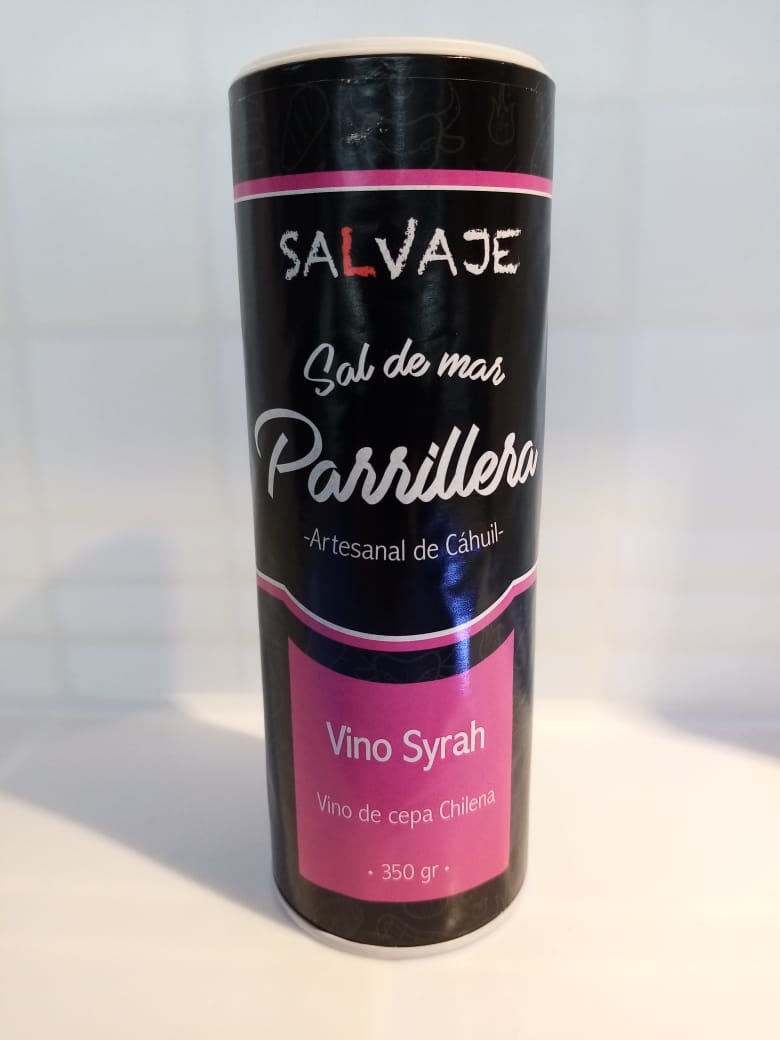 SALVAJE
Sal de mar
Parrillera
-Artesanal de Cáhuil-
Vino Syrah
Vino de cepa Chilena
• 350 gr •